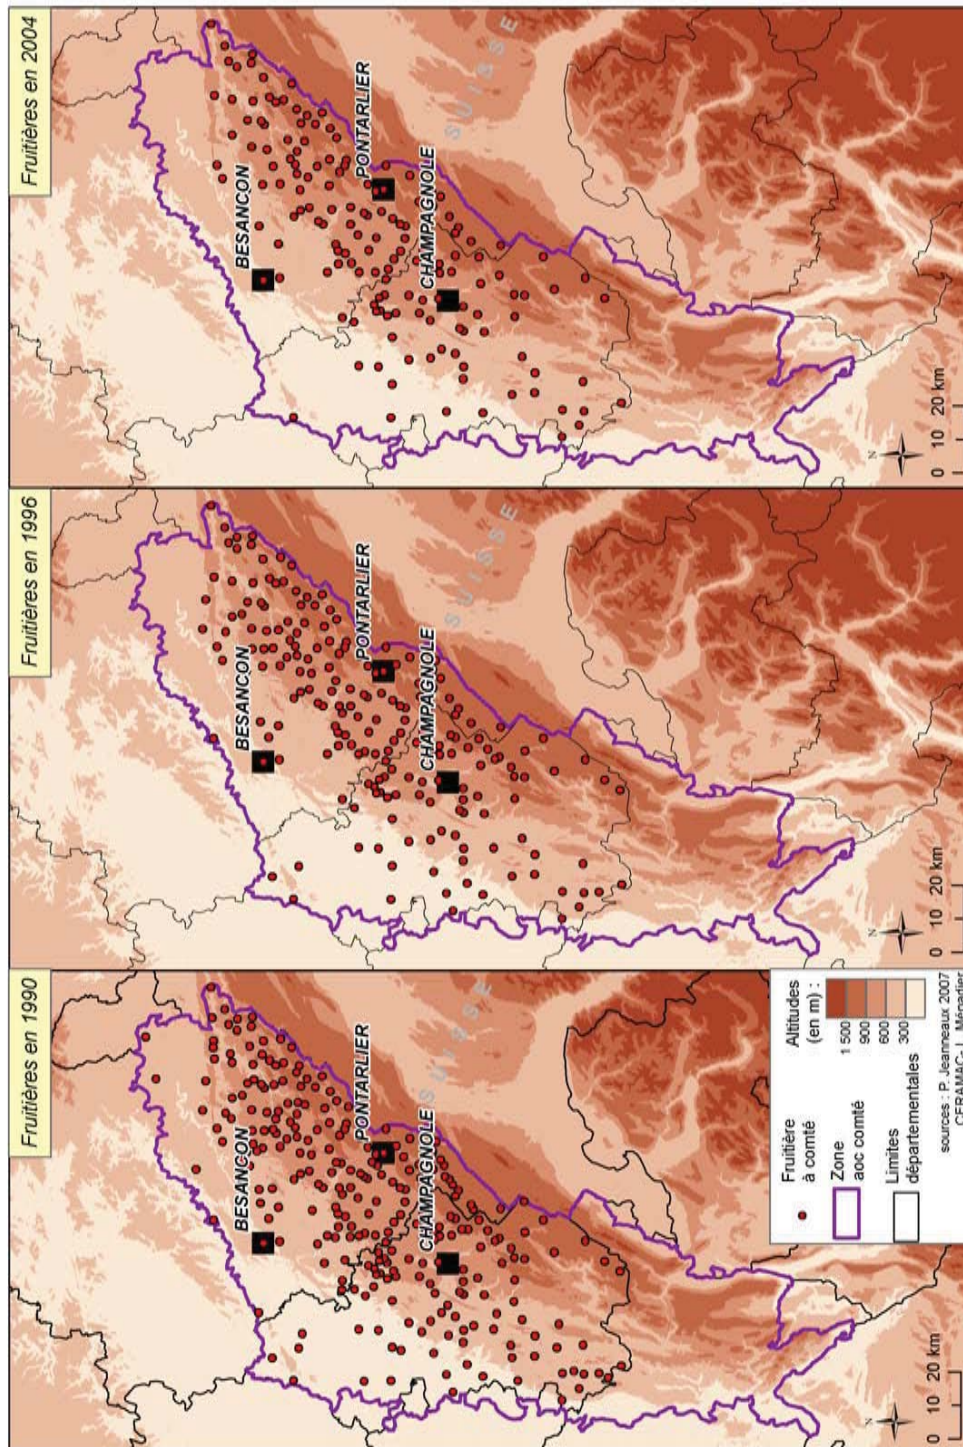 Fruitières en 1990
BESANCON
PONTARLIER
CHAMPAGNOLE
SUISSE
N
0 10 20 km
Fruitière
à comté
Zone
aoc comté
Limites
départementales
Altitudes
(en m) :
1 500
900
600
300
sources : P. Jeanneaux 2007
CERAMAC- L. Ménadier
Fruitières en 1996
BESANCON
PONTARLIER
CHAMPAGNOLE
SUISSE
N
0 10 20 km
Fruitières en 2004
BESANCON
PONTARLIER
CHAMPAGNOLE
SUISSE
N
0 10 20 km